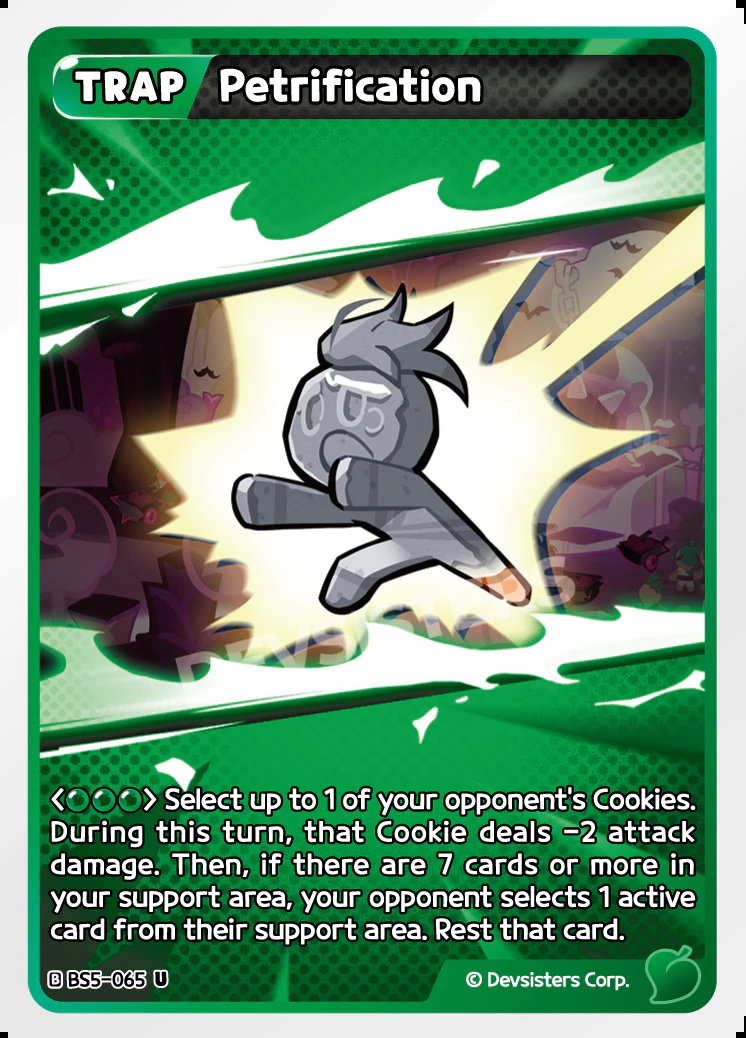 TRAP Petrification
DEVSISTERS
<●●●> Select up to 1 of your opponent's Cookies.
During this turn, that Cookie deals -2 attack
damage. Then, if there are 7 cards or more in
your support area, your opponent selects 1 active
card from their support area. Rest that card.
B BS5-065 U © Devsisters Corp.